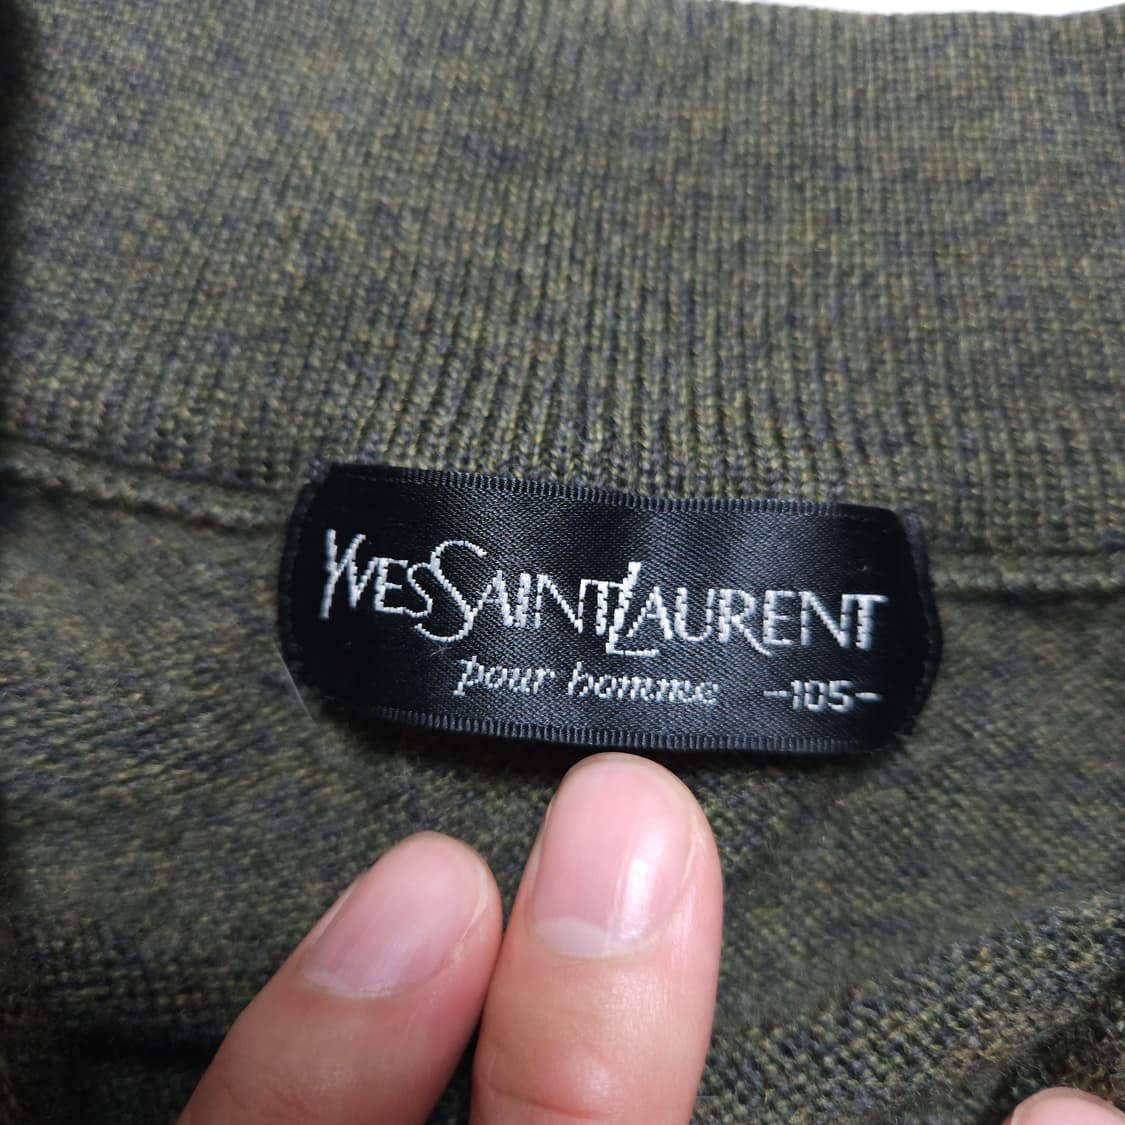 YVESSAINTLAURENT
pour homme -105-